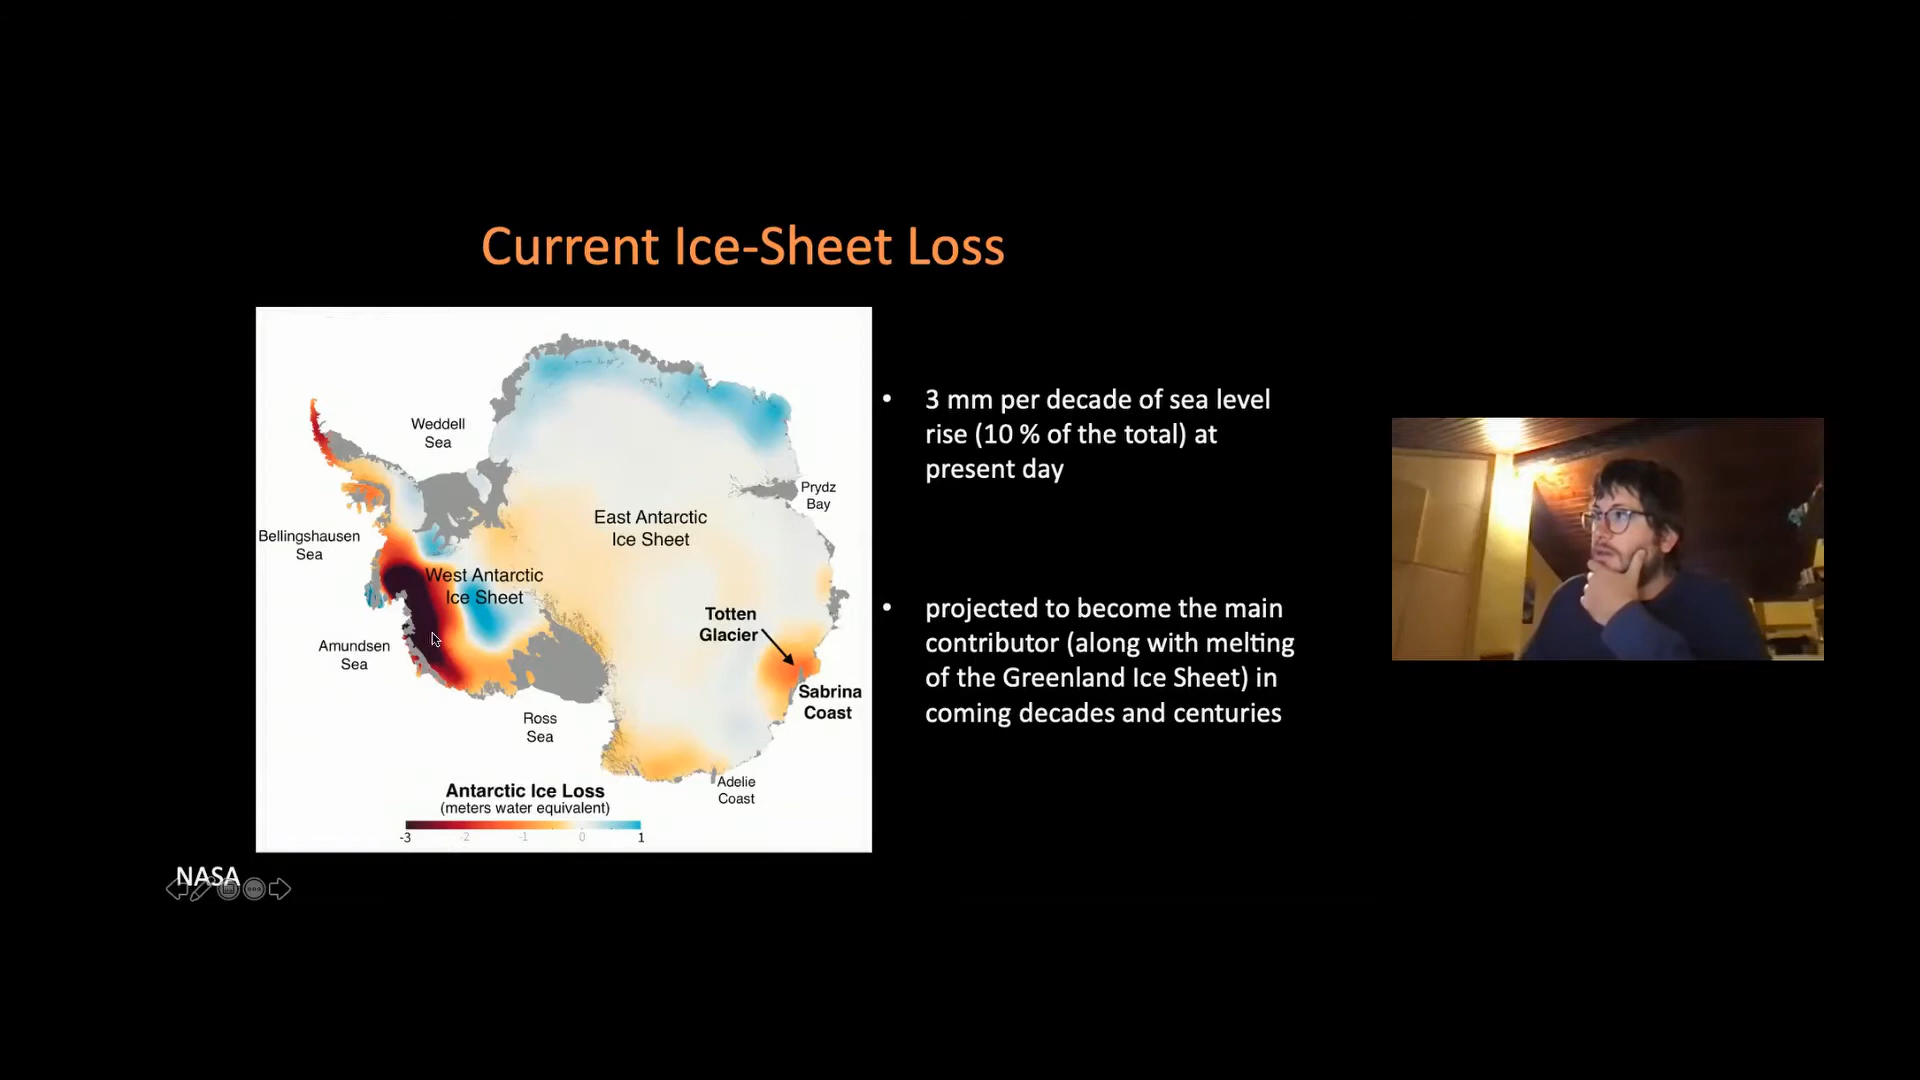 Current Ice-Sheet Loss
Weddell
Sea
Prydz
Bay
East Antarctic
Ice Sheet
Bellingshausen
Sea
West Antarctic
Ice Sheet
Totten
Glacier
Amundsen
Sea
Sabrina
Coast
Ross
Sea
Adelie
Coast
Antarctic Ice Loss
(meters water equivalent)
-3 -2 -1 0 1
NASA
• 3 mm per decade of sea level
rise (10 % of the total) at
present day
• projected to become the main
contributor (along with melting
of the Greenland Ice Sheet) in
coming decades and centuries